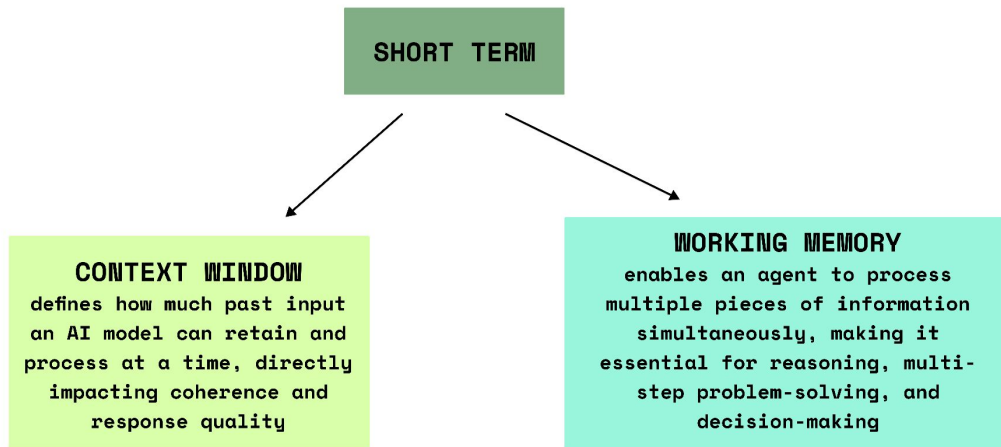 SHORT TERM
CONTEXT WINDOW
defines how much past input
an AI model can retain and
process at a time, directly
impacting coherence and
response quality
WORKING MEMORY
enables an agent to process
multiple pieces of information
simultaneously, making it
essential for reasoning, multi-
step problem-solving, and
decision-making